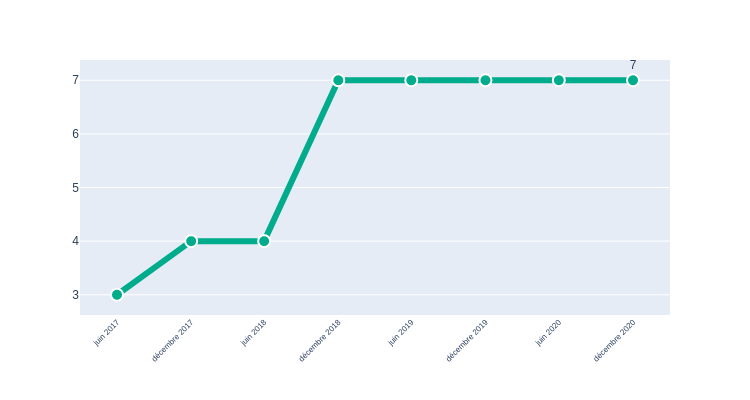 7
7
6
5
4
3
juin 2017
décembre 2017
juin 2018
décembre 2018
juin 2019
décembre 2019
juin 2020
décembre 2020